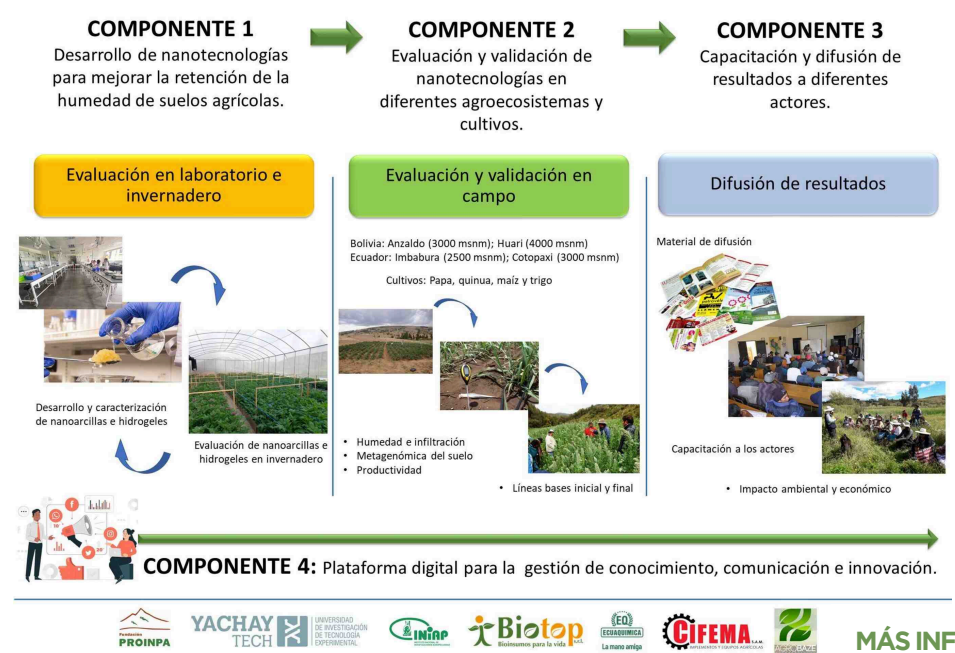 COMPONENTE 1
Desarrollo de nanotecnologías
para mejorar la retención de la
humedad de suelos agrícolas.
COMPONENTE 2
Evaluación y validación de
nanotecnologías en
diferentes agroecosistemas y
cultivos.
COMPONENTE 3
Capacitación y difusión de
resultados a diferentes
actores.
Evaluación en laboratorio e
invernadero
Desarrollo y caracterización
de nanoarcillas e hidrogeles
Evaluación de nanoarcillas e
hidrogeles en invernadero
Evaluación y validación en
campo
Bolivia: Anzaldo (3000 msnm); Huari (4000 msnm)
Ecuador: Imbabura (2500 msnm); Cotopaxi (3000 msnm)
Cultivos: Papa, quinua, maíz y trigo
• Humedad e infiltración
• Metagenómica del suelo
• Productividad
• Líneas bases inicial y final
Difusión de resultados
Material de difusión
Capacitación a los actores
• Impacto ambiental y económico
COMPONENTE 4: Plataforma digital para la gestión de conocimiento, comunicación e innovación.
Fundación
PROINPA
YACHAY
TECH
UNIVERSIDAD
DE INVESTIGACIÓN
DE TECNOLOGÍA
EXPERIMENTAL
INIAP
Biotop s.r.l.
Bioinsumos para la vida
EQ
ECUAQUIMICA
La mano amiga
CIFEMA S.A.M.
IMPLEMENTOS Y EQUIPOS AGRÍCOLAS
MÁS INF